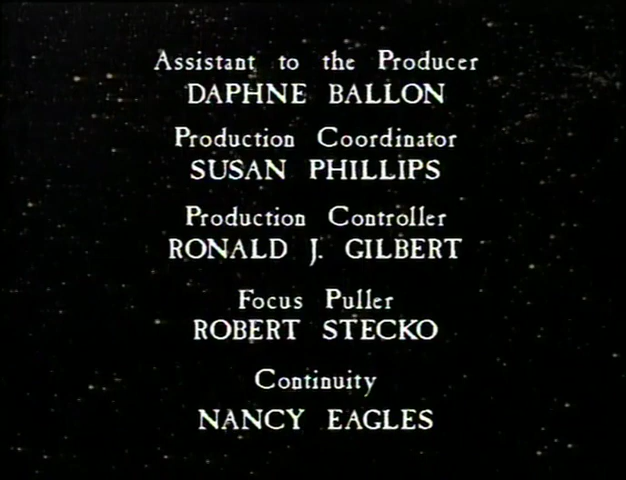 Assistant to the Producer
DAPHNE BALLON
Production Coordinator
SUSAN PHILLIPS
Production Controller
RONALD J. GILBERT
Focus Puller
ROBERT STECKO
Continuity
NANCY EAGLES